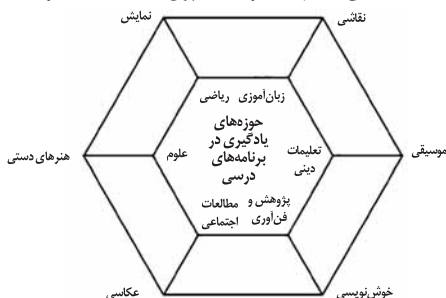 نقاشی
نمایش
زبان‌آموزی
ریاضی
حوزه‌های
یادگیری در
برنامه‌های
درسی
موسیقی
تعلیمات
دینی
علوم
هنرهای دستی
پژوهش و
فن‌آوری
مطالعات
اجتماعی
خوش‌نویسی
عکاسی